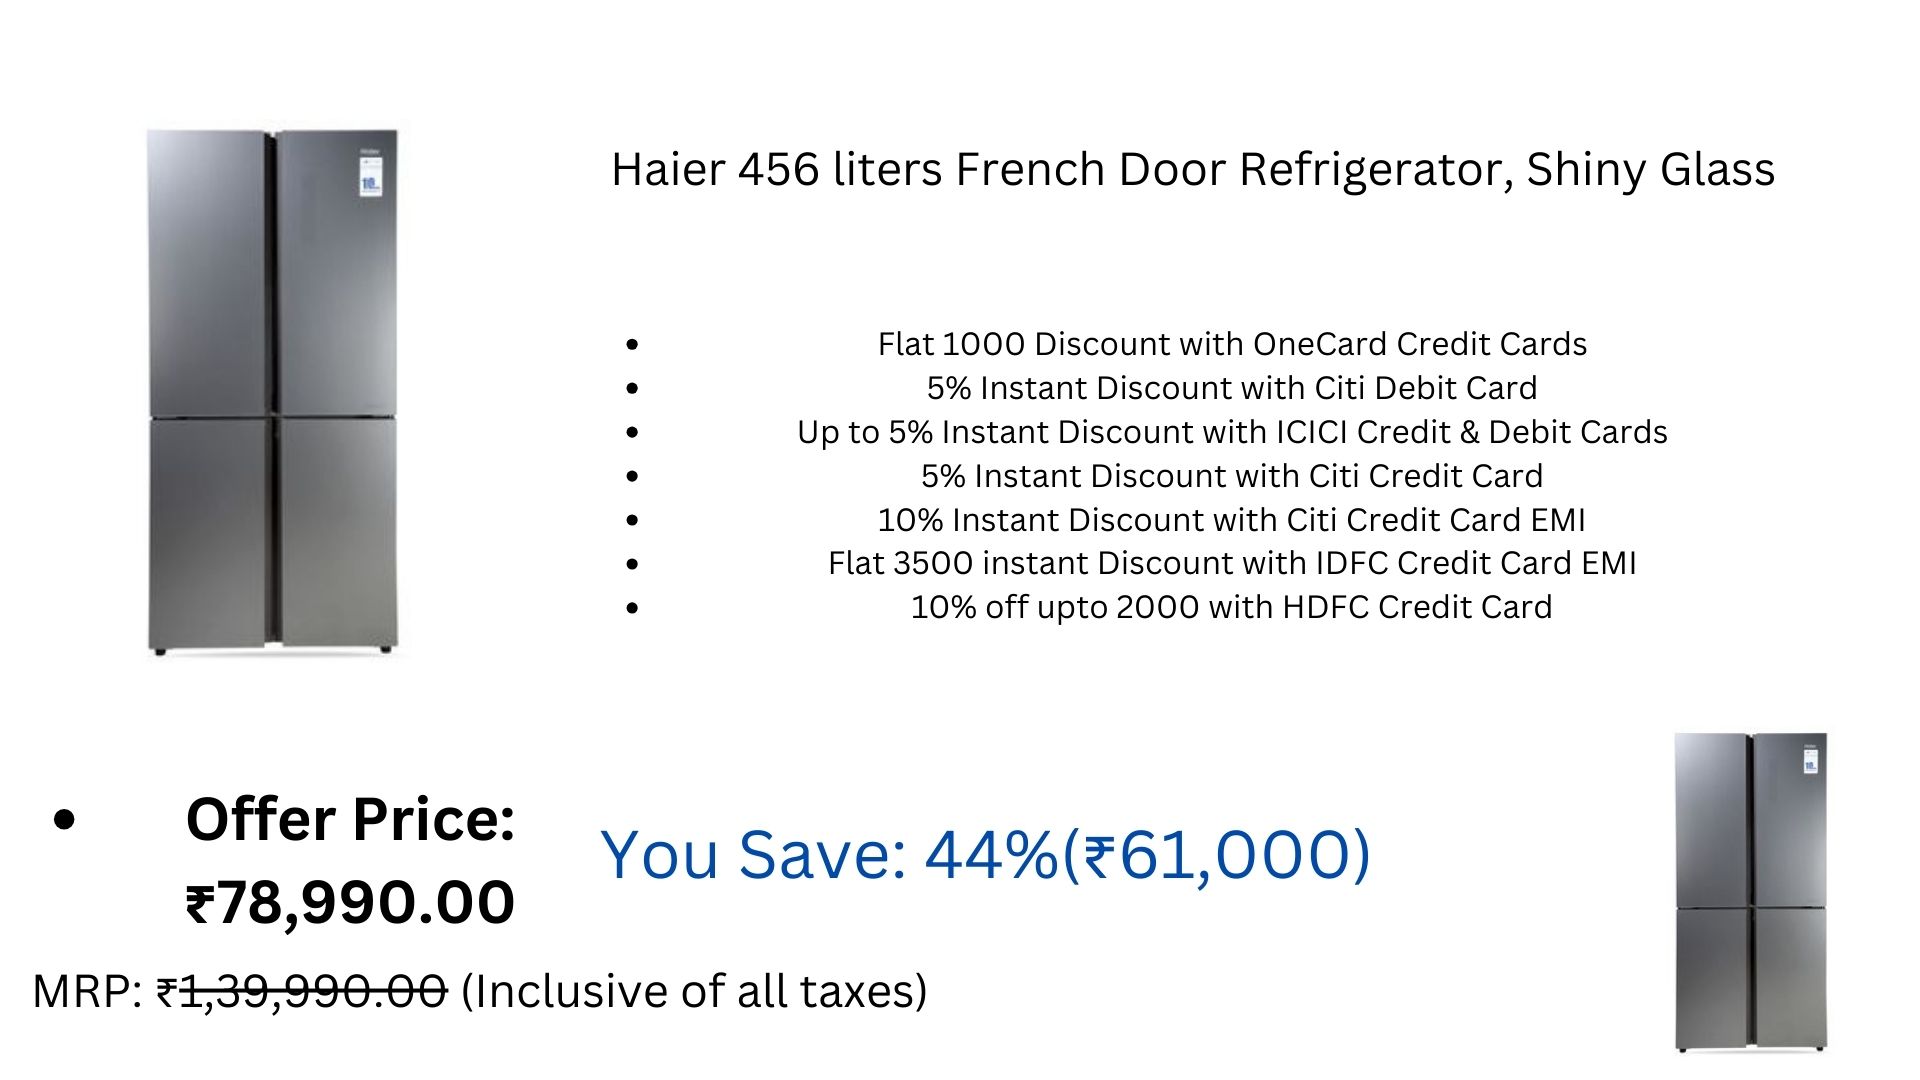 Haier 456 liters French Door Refrigerator, Shiny Glass
• Flat 1000 Discount with OneCard Credit Cards
• 5% Instant Discount with Citi Debit Card
• Up to 5% Instant Discount with ICICI Credit & Debit Cards
• 5% Instant Discount with Citi Credit Card
• 10% Instant Discount with Citi Credit Card EMI
• Flat 3500 instant Discount with IDFC Credit Card EMI
• 10% off upto 2000 with HDFC Credit Card
• Offer Price:
₹78,990.00
You Save: 44%(₹61,000)
MRP: ₹1,39,990.00 (Inclusive of all taxes)